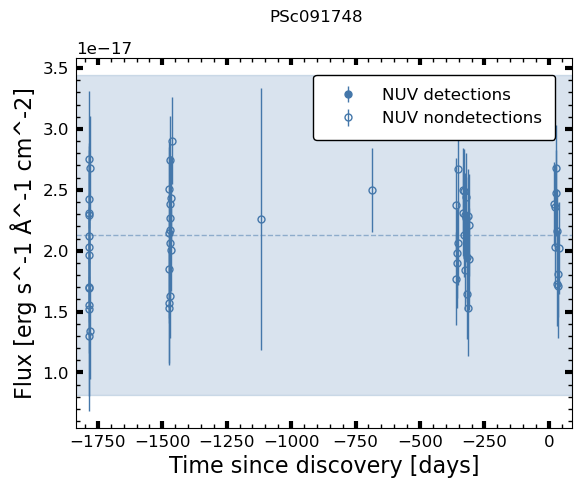 PSc091748
1e−17
3.5
3.0
2.5
2.0
1.5
1.0
Flux [erg s^-1 Å^-1 cm^-2]
NUV detections
NUV nondetections
−1750 −1500 −1250 −1000 −750 −500 −250 0
Time since discovery [days]